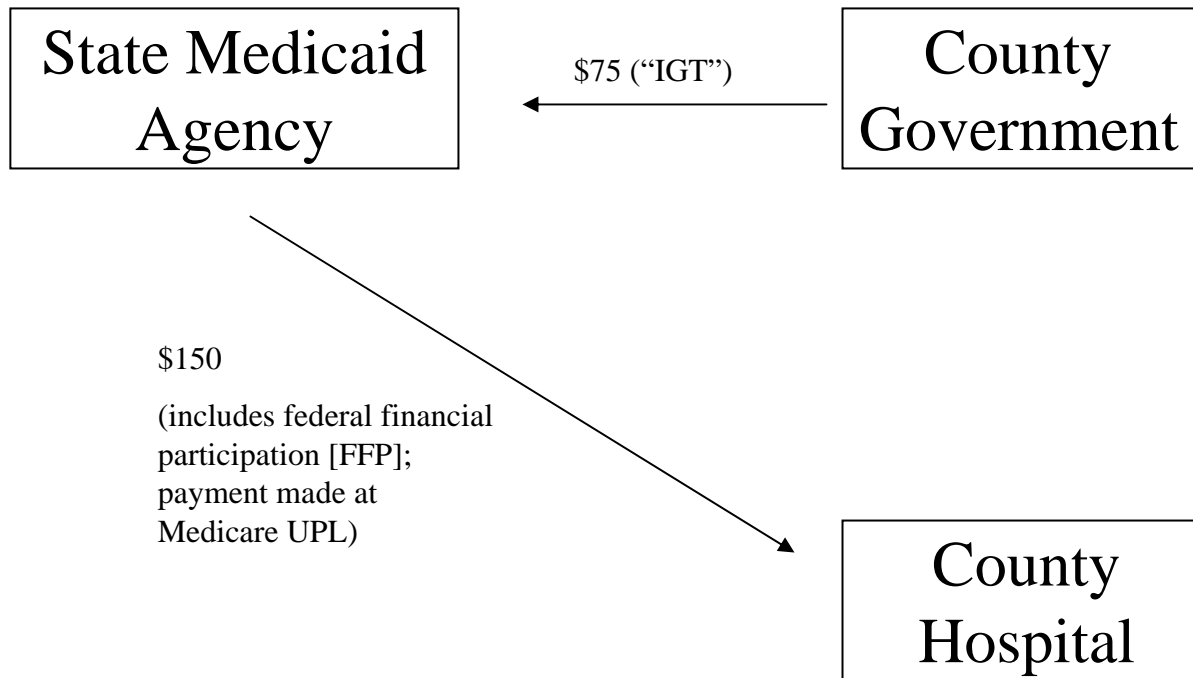 State Medicaid
Agency
$75 (“IGT”)
County
Government
$150
(includes federal financial
participation [FFP];
payment made at
Medicare UPL)
County
Hospital